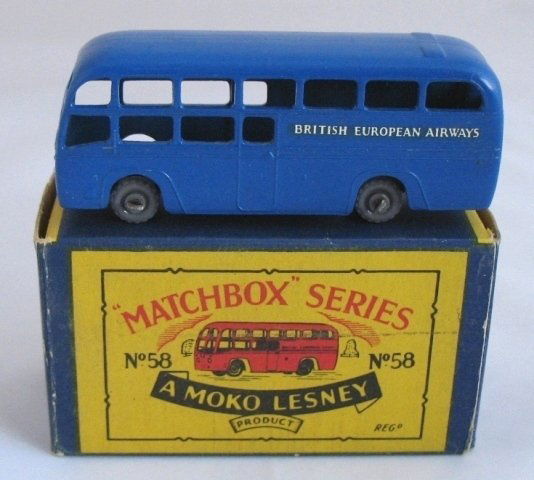 BRITISH EUROPEAN AIRWAYS
"MATCHBOX" SERIES
No58 No58
A MOKO LESNEY
PRODUCT
REGD